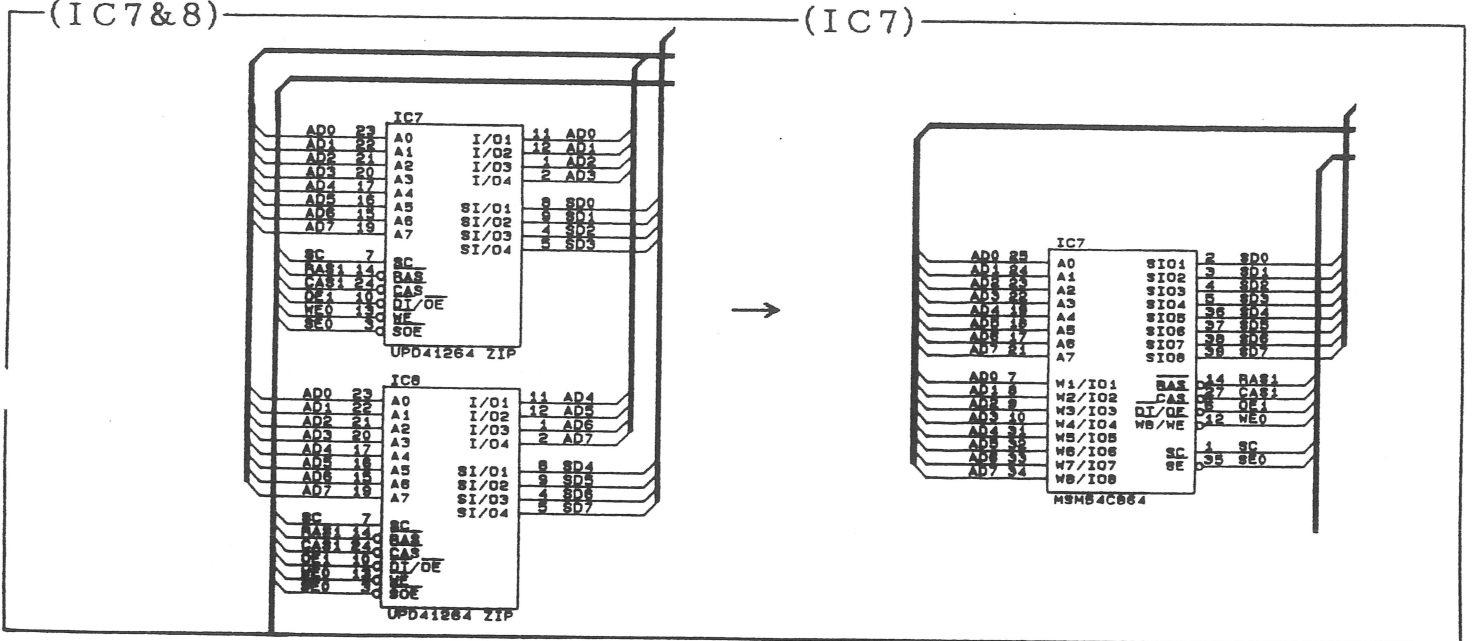 (IC7&8)
(IC7)
IC7
AD0 23 A0 I/O1 11 AD0
AD1 22 A1 I/O2 12 AD1
AD2 21 A2 I/O3 1 AD2
AD3 20 A3 I/O4 2 AD3
AD4 17 A4
AD5 16 A5 SI/O1 8 SD0
AD6 15 A6 SI/O2 9 SD1
AD7 19 A7 SI/O3 4 SD2
SI/O4 5 SD3
SC 7 SC
RAS1 14 RAS
CAS1 24 CAS
OE1 10 DT/OE
WE0 13 WE
SE0 3 SOE
UPD41264 ZIP
IC8
AD0 23 A0 I/O1 11 AD4
AD1 22 A1 I/O2 12 AD5
AD2 21 A2 I/O3 1 AD6
AD3 20 A3 I/O4 2 AD7
AD4 17 A4
AD5 16 A5 SI/O1 8 SD4
AD6 15 A6 SI/O2 9 SD5
AD7 19 A7 SI/O3 4 SD6
SI/O4 5 SD7
SC 7 SC
RAS1 14 RAS
CAS1 24 CAS
OE1 10 DT/OE
WE0 13 WE
SE0 3 SOE
UPD41264 ZIP
→
IC7
AD0 25 A0 SIO1 2 SD0
AD1 24 A1 SIO2 3 SD1
AD2 23 A2 SIO3 4 SD2
AD3 22 A3 SIO4 5 SD3
AD4 19 A4 SIO5 36 SD4
AD5 18 A5 SIO6 37 SD5
AD6 17 A6 SIO7 38 SD6
AD7 21 A7 SIO8 39 SD7
AD0 7 W1/IO1 RAS 14 RAS1
AD1 8 W2/IO2 CAS 27 CAS1
AD2 9 W3/IO3 DT/OE 6 OE1
AD3 10 W4/IO4 WB/WE 12 WE0
AD4 31 W5/IO5
AD5 32 W6/IO6 SC 1 SC
AD6 33 W7/IO7 SE 35 SE0
AD7 34 W8/IO8
MSM54C864